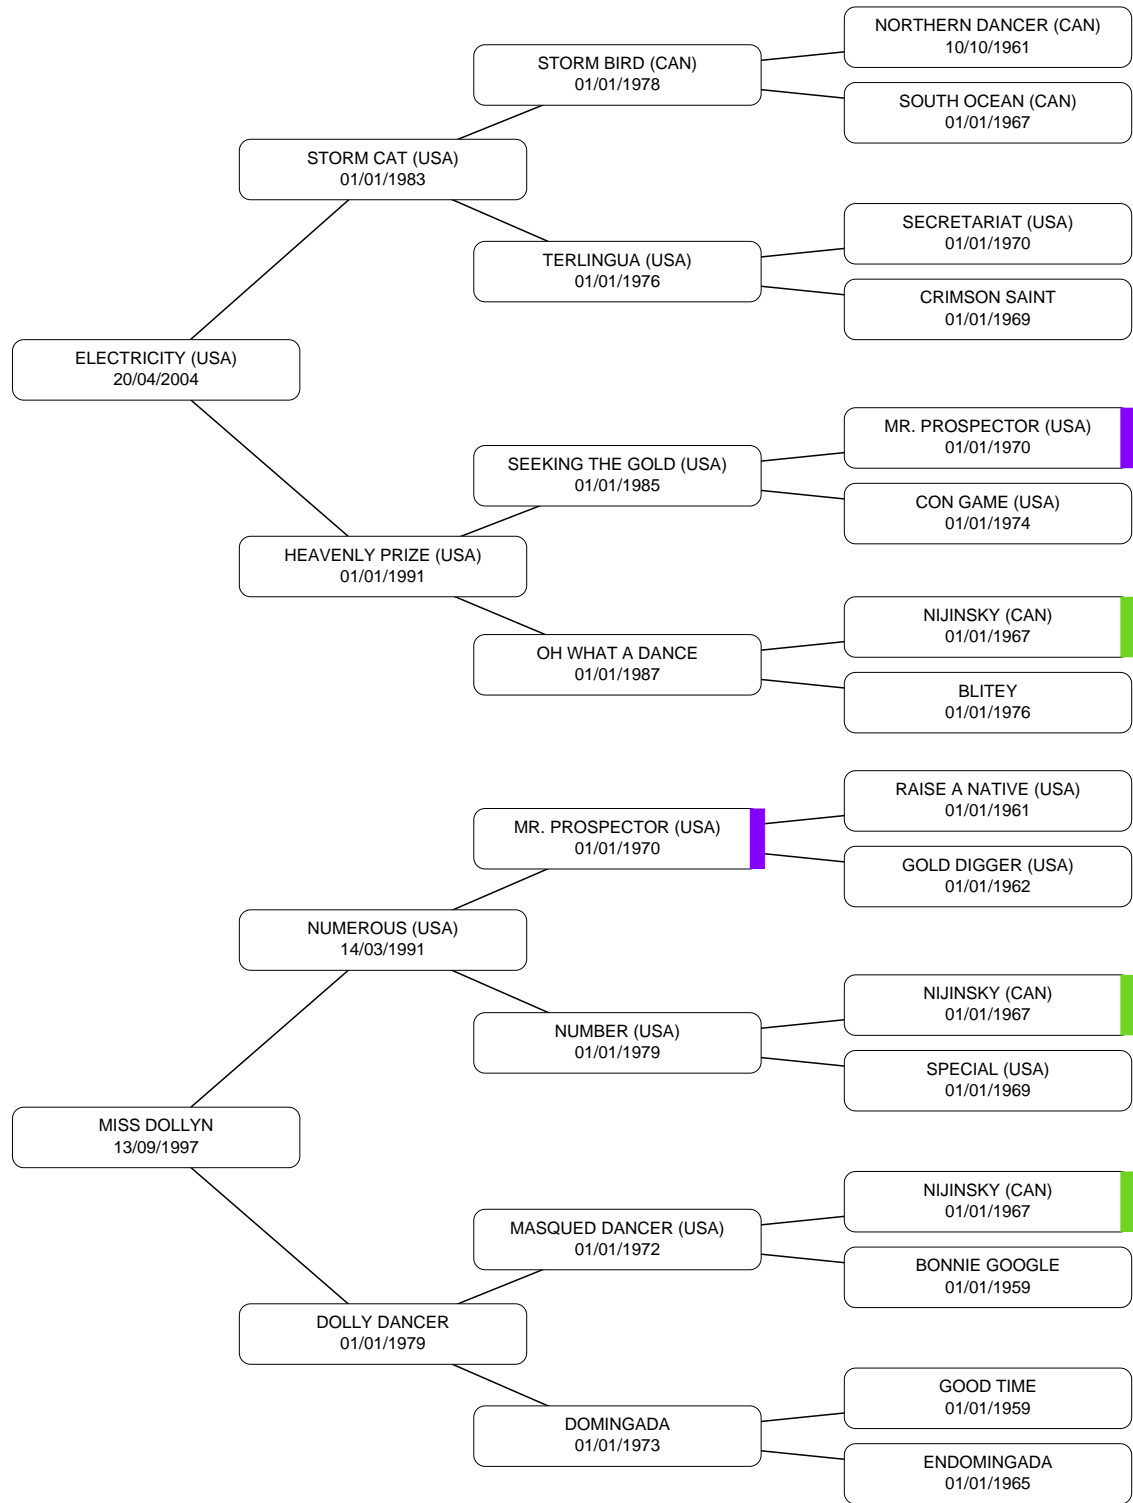 NORTHERN DANCER (CAN)
10/10/1961
STORM BIRD (CAN)
01/01/1978
SOUTH OCEAN (CAN)
01/01/1967
STORM CAT (USA)
01/01/1983
SECRETARIAT (USA)
01/01/1970
TERLINGUA (USA)
01/01/1976
CRIMSON SAINT
01/01/1969
ELECTRICITY (USA)
20/04/2004
MR. PROSPECTOR (USA)
01/01/1970
SEEKING THE GOLD (USA)
01/01/1985
CON GAME (USA)
01/01/1974
HEAVENLY PRIZE (USA)
01/01/1991
NIJINSKY (CAN)
01/01/1967
OH WHAT A DANCE
01/01/1987
BLITEY
01/01/1976
RAISE A NATIVE (USA)
01/01/1961
MR. PROSPECTOR (USA)
01/01/1970
GOLD DIGGER (USA)
01/01/1962
NUMEROUS (USA)
14/03/1991
NIJINSKY (CAN)
01/01/1967
NUMBER (USA)
01/01/1979
SPECIAL (USA)
01/01/1969
MISS DOLLYN
13/09/1997
NIJINSKY (CAN)
01/01/1967
MASQUED DANCER (USA)
01/01/1972
BONNIE GOOGLE
01/01/1959
DOLLY DANCER
01/01/1979
GOOD TIME
01/01/1959
DOMINGADA
01/01/1973
ENDOMINGADA
01/01/1965